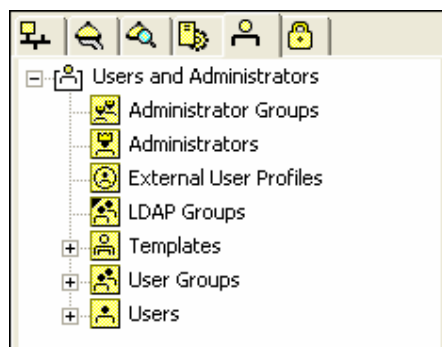 Users and Administrators
Administrator Groups
Administrators
External User Profiles
LDAP Groups
Templates
User Groups
Users